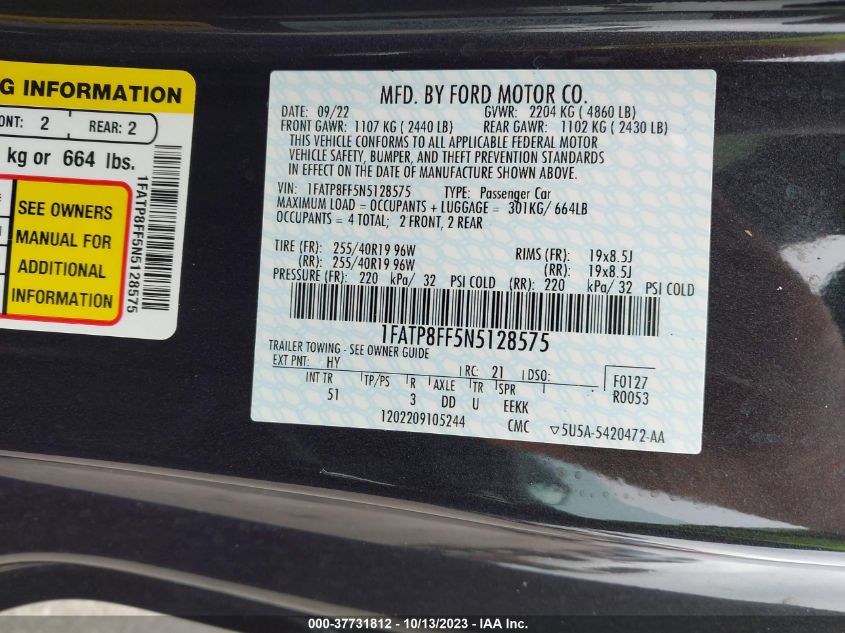 G INFORMATION
ONT: 2 REAR: 2
kg or 664 lbs.
SEE OWNERS
MANUAL FOR
ADDITIONAL
INFORMATION
1FATP8FF5N5128575
MFD. BY FORD MOTOR CO.
DATE: 09/22 GVWR: 2204 KG ( 4860 LB)
FRONT GAWR: 1107 KG ( 2440 LB) REAR GAWR: 1102 KG ( 2430 LB)
THIS VEHICLE CONFORMS TO ALL APPLICABLE FEDERAL MOTOR
VEHICLE SAFETY, BUMPER, AND THEFT PREVENTION STANDARDS
IN EFFECT ON THE DATE OF MANUFACTURE SHOWN ABOVE.
VIN: 1FATP8FF5N5128575 TYPE: Passenger Car
MAXIMUM LOAD = OCCUPANTS + LUGGAGE = 301KG/ 664LB
OCCUPANTS = 4 TOTAL; 2 FRONT, 2 REAR
TIRE (FR): 255/40R19 96W RIMS (FR): 19x8.5J
(RR): 255/40R19 96W (RR): 19x8.5J
PRESSURE (FR): 220 kPa/ 32 PSI COLD (RR): 220 kPa/ 32 PSI COLD
1FATP8FF5N5128575
TRAILER TOWING - SEE OWNER GUIDE
EXT PNT: HY RC: 21 DSO: F0127
INT TR TP/PS R AXLE TR SPR R0053
51 3 DD U EEKK
1202209105244 CMC ▽5U5A-5420472-AA
000-37731812 / 10/13/2023 - IAA Inc.